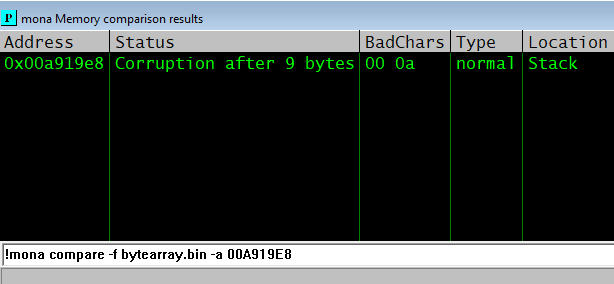 P mona Memory comparison results
Address Status BadChars Type Location
0x00a919e8 Corruption after 9 bytes 00 0a normal Stack
!mona compare -f bytearray.bin -a 00A919E8